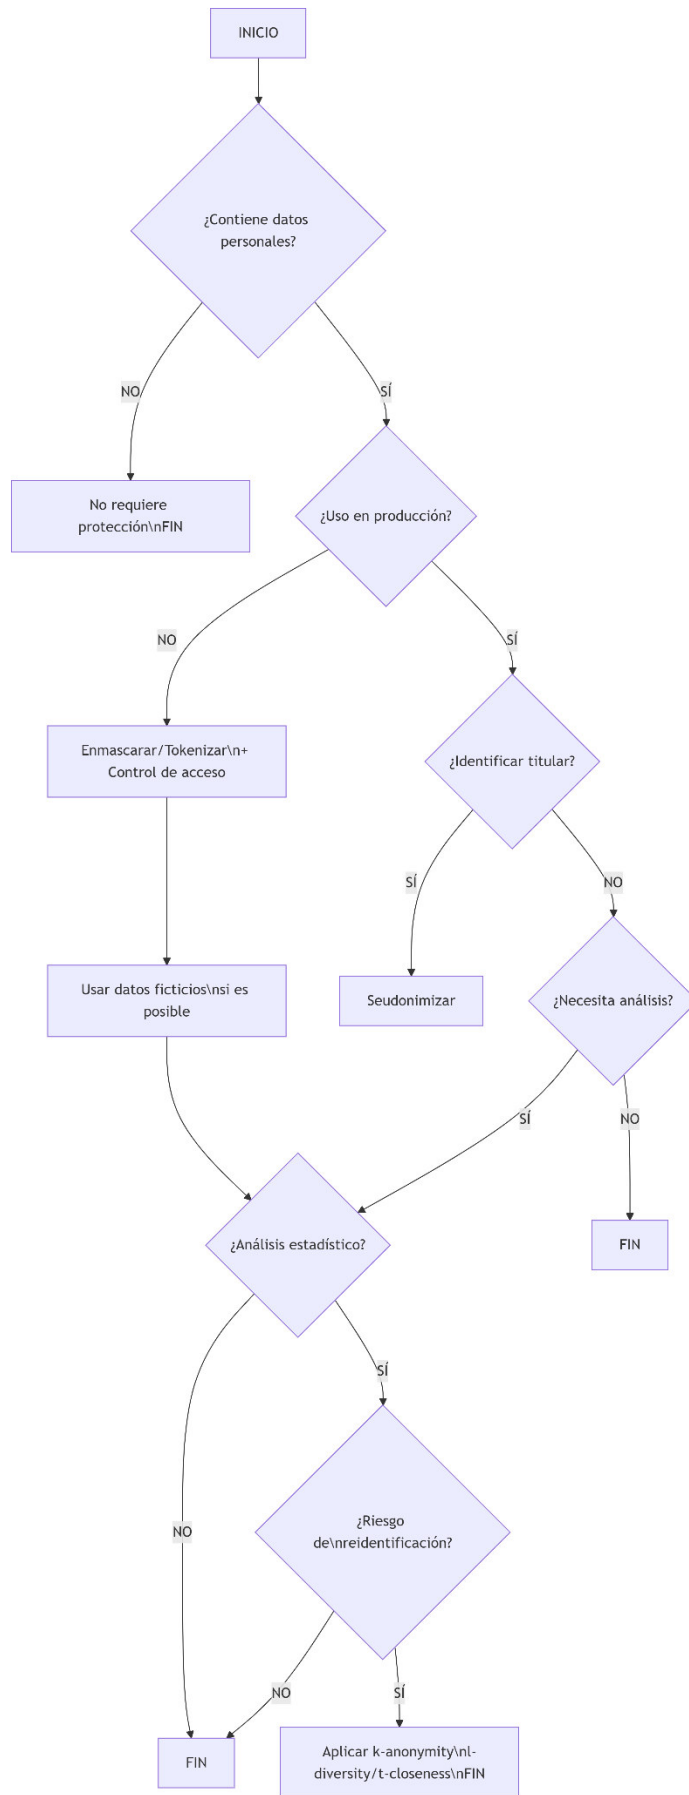 INICIO
¿Contiene datos
personales?
NO
SÍ
No requiere
protección\nFIN
¿Uso en producción?
NO
SÍ
Enmascarar/Tokenizar\n+
Control de acceso
¿Identificar titular?
SÍ
NO
Usar datos ficticios\nsi es
posible
Seudonimizar
¿Necesita análisis?
SÍ
NO
¿Análisis estadístico?
FIN
SÍ
NO
¿Riesgo
de\nreidentificación?
NO
SÍ
FIN
Aplicar k-anonymity\nl-
diversity/t-closeness\nFIN